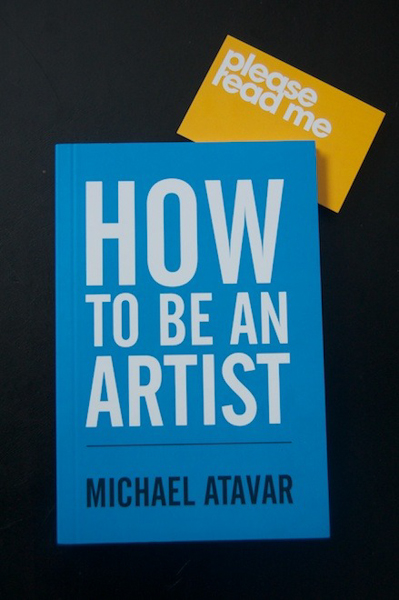 please
read me
HOW
TO BE AN
ARTIST
MICHAEL ATAVAR